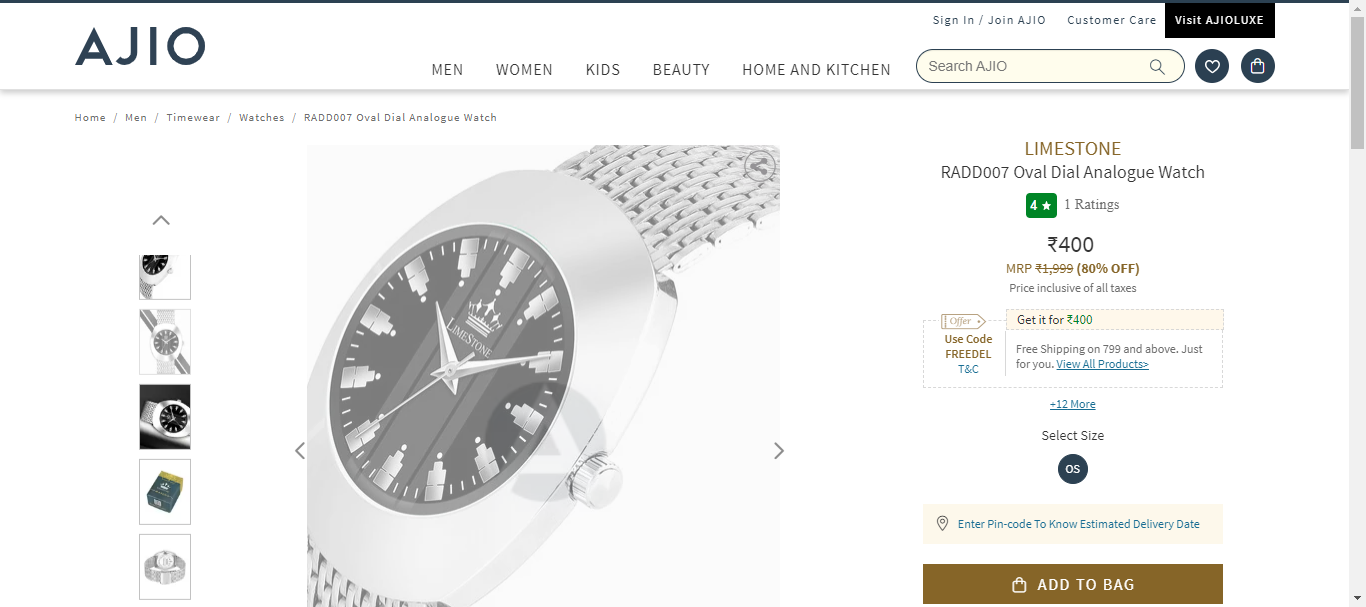 Sign In / Join AJIO
Customer Care
Visit AJIOLUXE
AJIO
MEN
WOMEN
KIDS
BEAUTY
HOME AND KITCHEN
Search AJIO
Home / Men / Timewear / Watches / RADD007 Oval Dial Analogue Watch
LIMESTONE
LIMESTONE
RADD007 Oval Dial Analogue Watch
4 ★ 1 Ratings
₹400
MRP ₹1,999 (80% OFF)
Price inclusive of all taxes
Offer
Use Code
FREEDEL
T&C
Get it for ₹400
Free Shipping on 799 and above. Just
for you. View All Products>
+12 More
Select Size
OS
Enter Pin-code To Know Estimated Delivery Date
ADD TO BAG